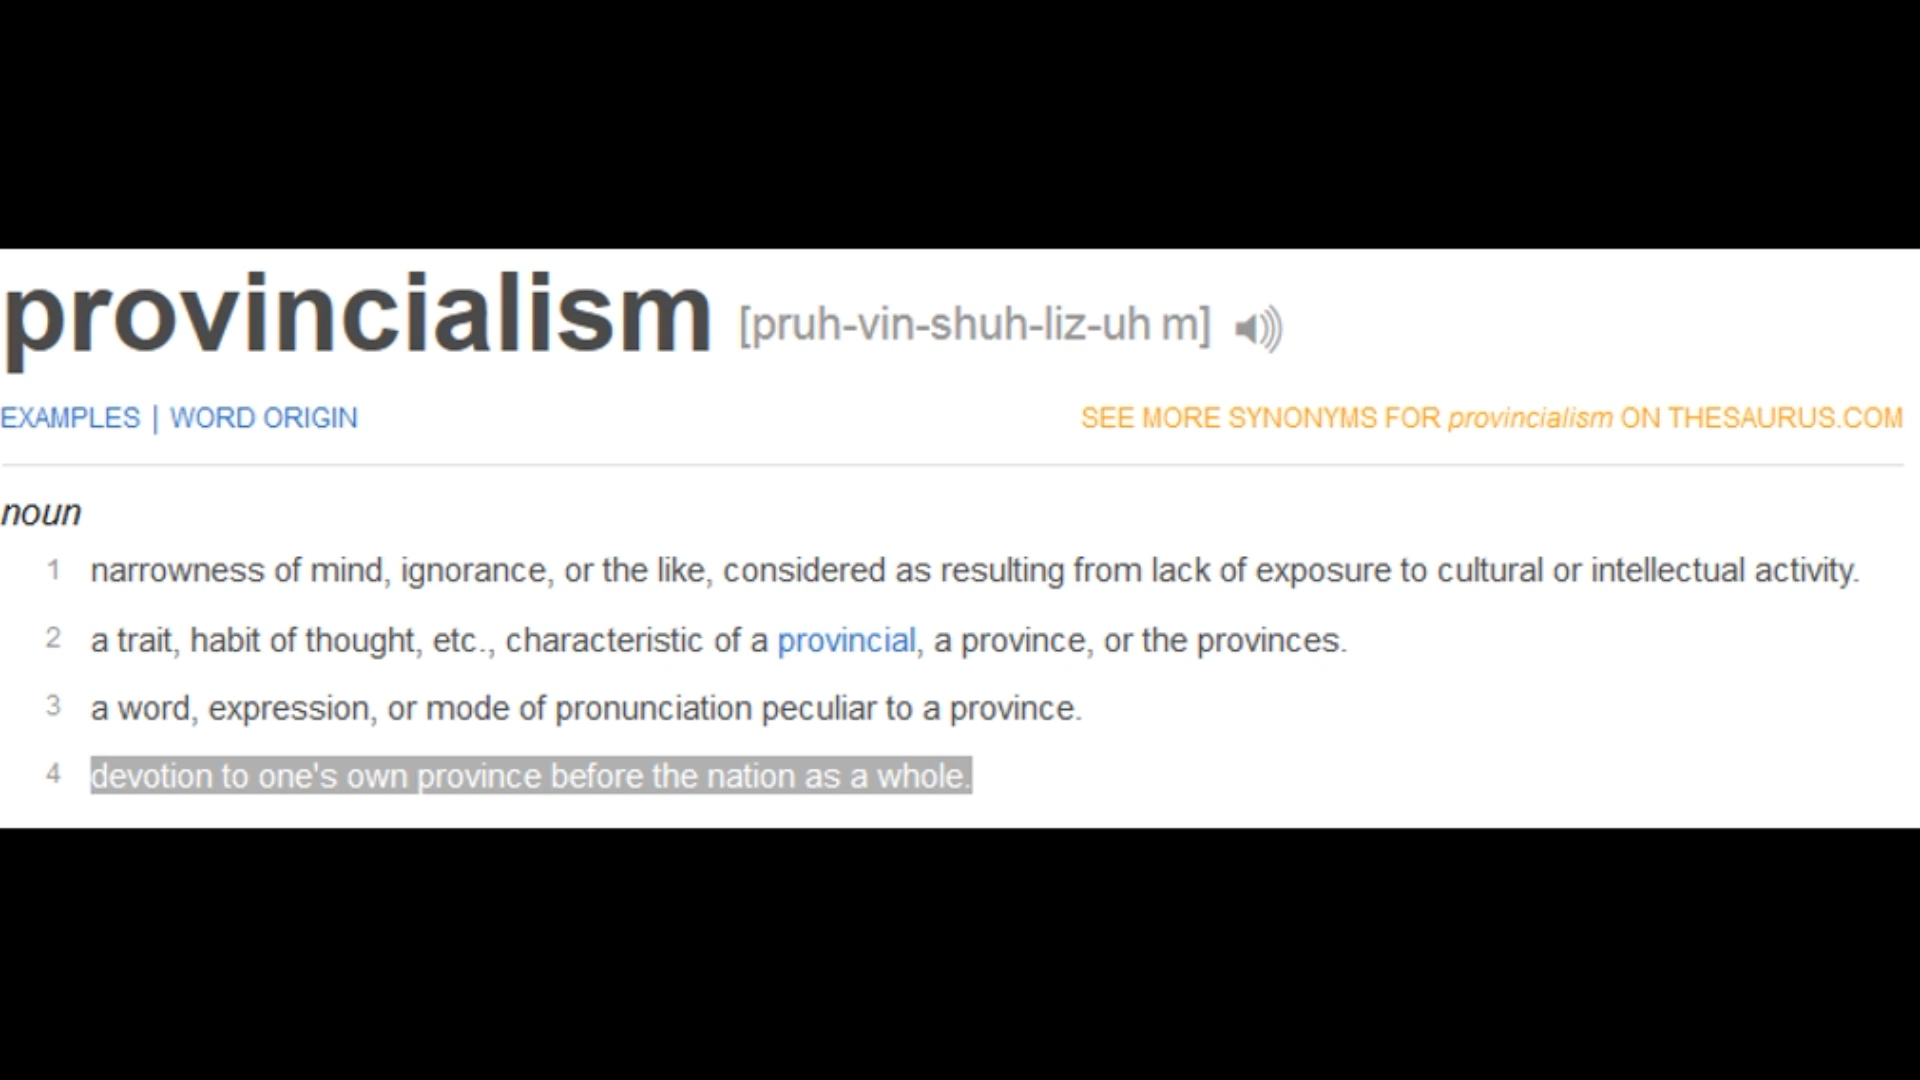 provincialism [pruh-vin-shuh-liz-uh m]
EXAMPLES | WORD ORIGIN SEE MORE SYNONYMS FOR provincialism ON THESAURUS.COM
noun
1 narrowness of mind, ignorance, or the like, considered as resulting from lack of exposure to cultural or intellectual activity.
2 a trait, habit of thought, etc., characteristic of a provincial, a province, or the provinces.
3 a word, expression, or mode of pronunciation peculiar to a province.
4 devotion to one's own province before the nation as a whole.